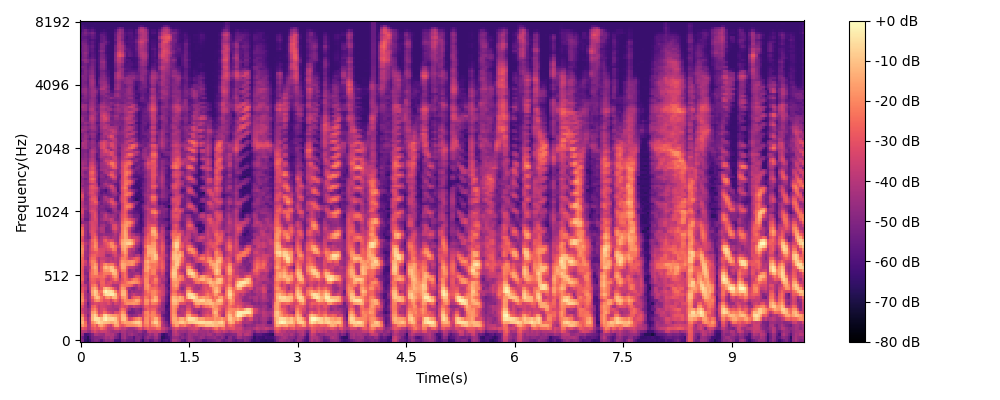 8192
4096
2048
1024
512
0
Frequency(Hz)
0 1.5 3 4.5 6 7.5 9
Time(s)
+0 dB
-10 dB
-20 dB
-30 dB
-40 dB
-50 dB
-60 dB
-70 dB
-80 dB